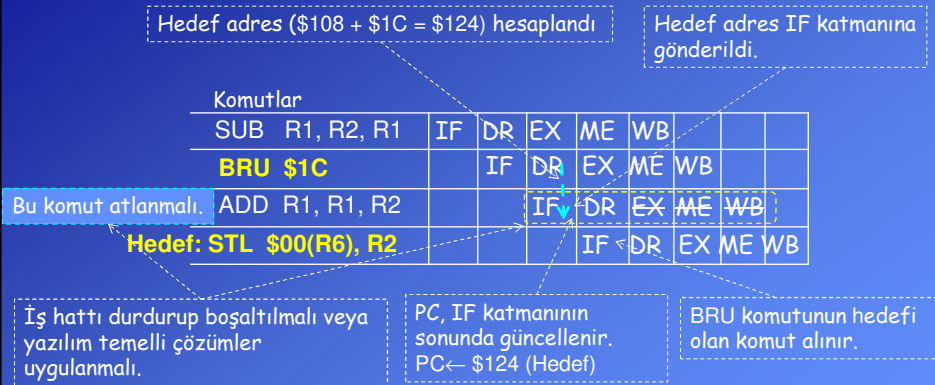 Hedef adres ($108 + $1C = $124) hesaplandı
Hedef adres IF katmanına
gönderildi.
Komutlar
SUB R1, R2, R1 IF DR EX ME WB
BRU $1C IF DR EX ME WB
Bu komut atlanmalı. ADD R1, R1, R2 IF DR EX ME WB
Hedef: STL $00(R6), R2 IF DR EX ME WB
İş hattı durdurup boşaltılmalı veya
yazılım temelli çözümler
uygulanmalı.
PC, IF katmanının
sonunda güncellenir.
PC← $124 (Hedef)
BRU komutunun hedefi
olan komut alınır.